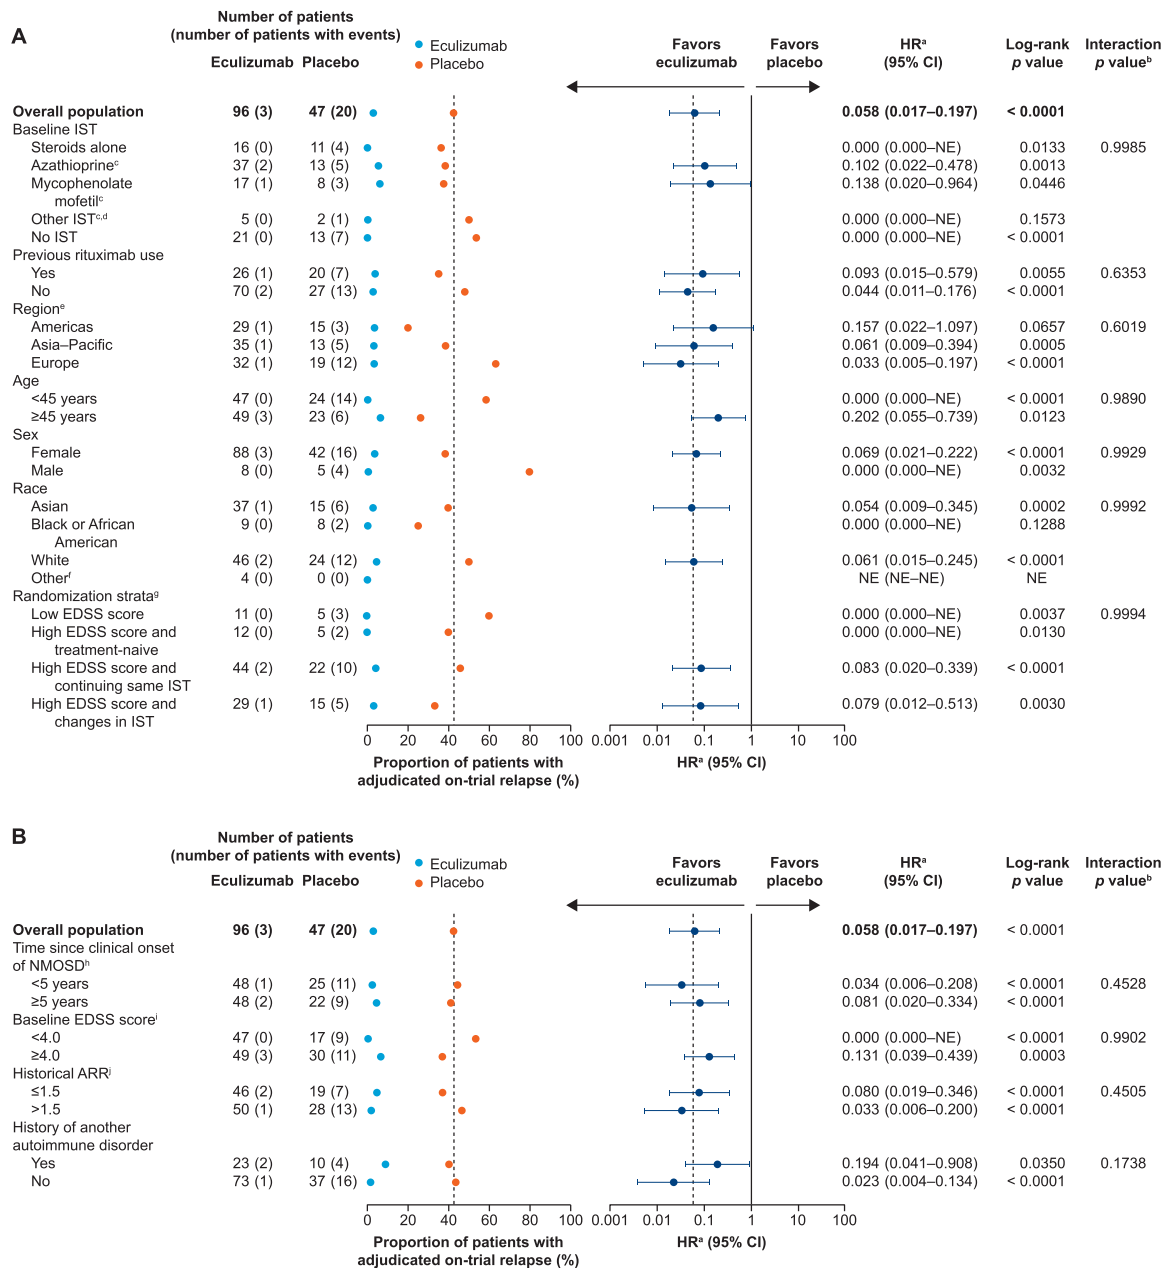 A
Number of patients
(number of patients with events)
Eculizumab Placebo
Eculizumab
Placebo
Favors
eculizumab
Favors
placebo
HRᵃ
(95% CI)
Log-rank
p value
Interaction
p valueᵇ
Overall population 96 (3) 47 (20) 0.058 (0.017–0.197) < 0.0001
Baseline IST
Steroids alone 16 (0) 11 (4) 0.000 (0.000–NE) 0.0133 0.9985
Azathioprineᶜ 37 (2) 13 (5) 0.102 (0.022–0.478) 0.0013
Mycophenolate 17 (1) 8 (3) 0.138 (0.020–0.964) 0.0446
mofetilᶜ
Other ISTᶜ,ᵈ 5 (0) 2 (1) 0.000 (0.000–NE) 0.1573
No IST 21 (0) 13 (7) 0.000 (0.000–NE) < 0.0001
Previous rituximab use
Yes 26 (1) 20 (7) 0.093 (0.015–0.579) 0.0055 0.6353
No 70 (2) 27 (13) 0.044 (0.011–0.176) < 0.0001
Regionᵉ
Americas 29 (1) 15 (3) 0.157 (0.022–1.097) 0.0657 0.6019
Asia–Pacific 35 (1) 13 (5) 0.061 (0.009–0.394) 0.0005
Europe 32 (1) 19 (12) 0.033 (0.005–0.197) < 0.0001
Age
<45 years 47 (0) 24 (14) 0.000 (0.000–NE) < 0.0001 0.9890
≥45 years 49 (3) 23 (6) 0.202 (0.055–0.739) 0.0123
Sex
Female 88 (3) 42 (16) 0.069 (0.021–0.222) < 0.0001 0.9929
Male 8 (0) 5 (4) 0.000 (0.000–NE) 0.0032
Race
Asian 37 (1) 15 (6) 0.054 (0.009–0.345) 0.0002 0.9992
Black or African 9 (0) 8 (2) 0.000 (0.000–NE) 0.1288
American
White 46 (2) 24 (12) 0.061 (0.015–0.245) < 0.0001
Otherᶠ 4 (0) 0 (0) NE (NE–NE) NE
Randomization strataᵍ
Low EDSS score 11 (0) 5 (3) 0.000 (0.000–NE) 0.0037 0.9994
High EDSS score and 12 (0) 5 (2) 0.000 (0.000–NE) 0.0130
treatment-naive
High EDSS score and 44 (2) 22 (10) 0.083 (0.020–0.339) < 0.0001
continuing same IST
High EDSS score and 29 (1) 15 (5) 0.079 (0.012–0.513) 0.0030
changes in IST
0 20 40 60 80 100 0.001 0.01 0.1 1 10 100
Proportion of patients with
adjudicated on-trial relapse (%)
HRᵃ (95% CI)
B
Number of patients
(number of patients with events)
Eculizumab Placebo
Eculizumab
Placebo
Favors
eculizumab
Favors
placebo
HRᵃ
(95% CI)
Log-rank
p value
Interaction
p valueᵇ
Overall population 96 (3) 47 (20) 0.058 (0.017–0.197) < 0.0001
Time since clinical onset
of NMOSDʰ
<5 years 48 (1) 25 (11) 0.034 (0.006–0.208) < 0.0001 0.4528
≥5 years 48 (2) 22 (9) 0.081 (0.020–0.334) < 0.0001
Baseline EDSS scoreⁱ
<4.0 47 (0) 17 (9) 0.000 (0.000–NE) < 0.0001 0.9902
≥4.0 49 (3) 30 (11) 0.131 (0.039–0.439) 0.0003
Historical ARRʲ
≤1.5 46 (2) 19 (7) 0.080 (0.019–0.346) < 0.0001 0.4505
>1.5 50 (1) 28 (13) 0.033 (0.006–0.200) < 0.0001
History of another
autoimmune disorder
Yes 23 (2) 10 (4) 0.194 (0.041–0.908) 0.0350 0.1738
No 73 (1) 37 (16) 0.023 (0.004–0.134) < 0.0001
0 20 40 60 80 100 0.001 0.01 0.1 1 10 100
Proportion of patients with
adjudicated on-trial relapse (%)
HRᵃ (95% CI)